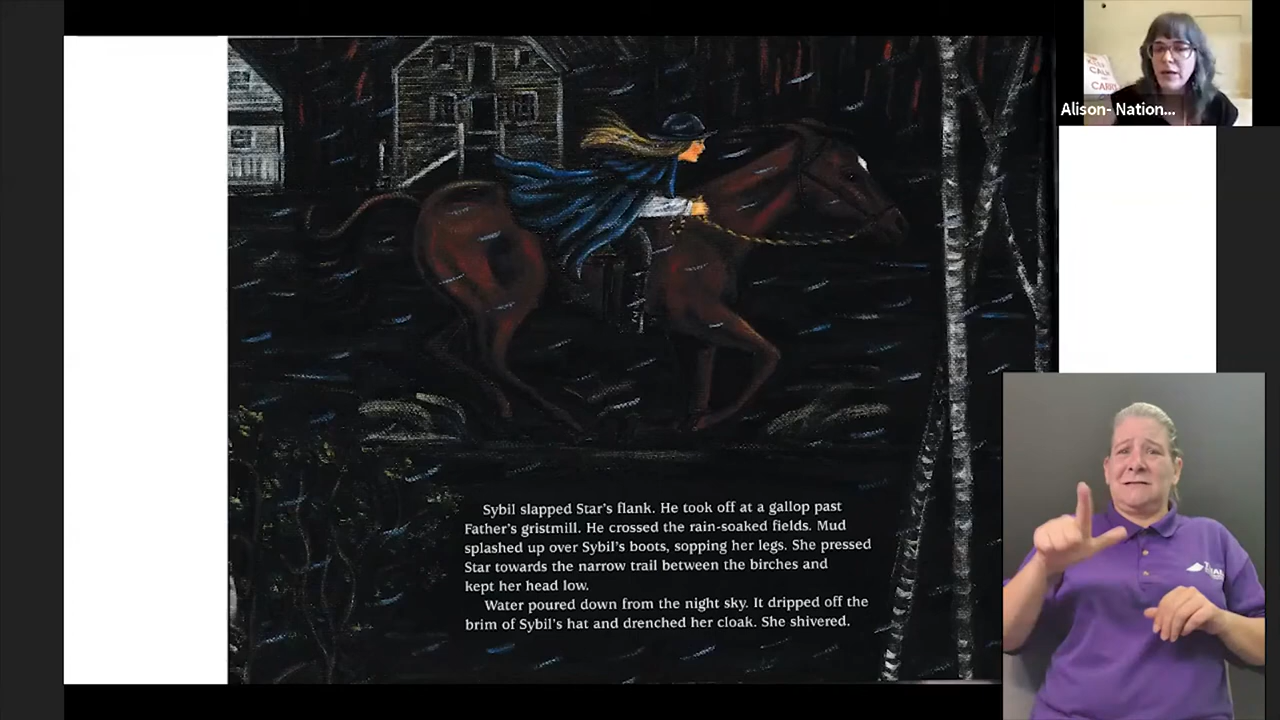 Alison- Nation...
KEEP
CALM
CARRY
Sybil slapped Star's flank. He took off at a gallop past
Father's gristmill. He crossed the rain-soaked fields. Mud
splashed up over Sybil's boots, sopping her legs. She pressed
Star towards the narrow trail between the birches and
kept her head low.
Water poured down from the night sky. It dripped off the
brim of Sybil's hat and drenched her cloak. She shivered.